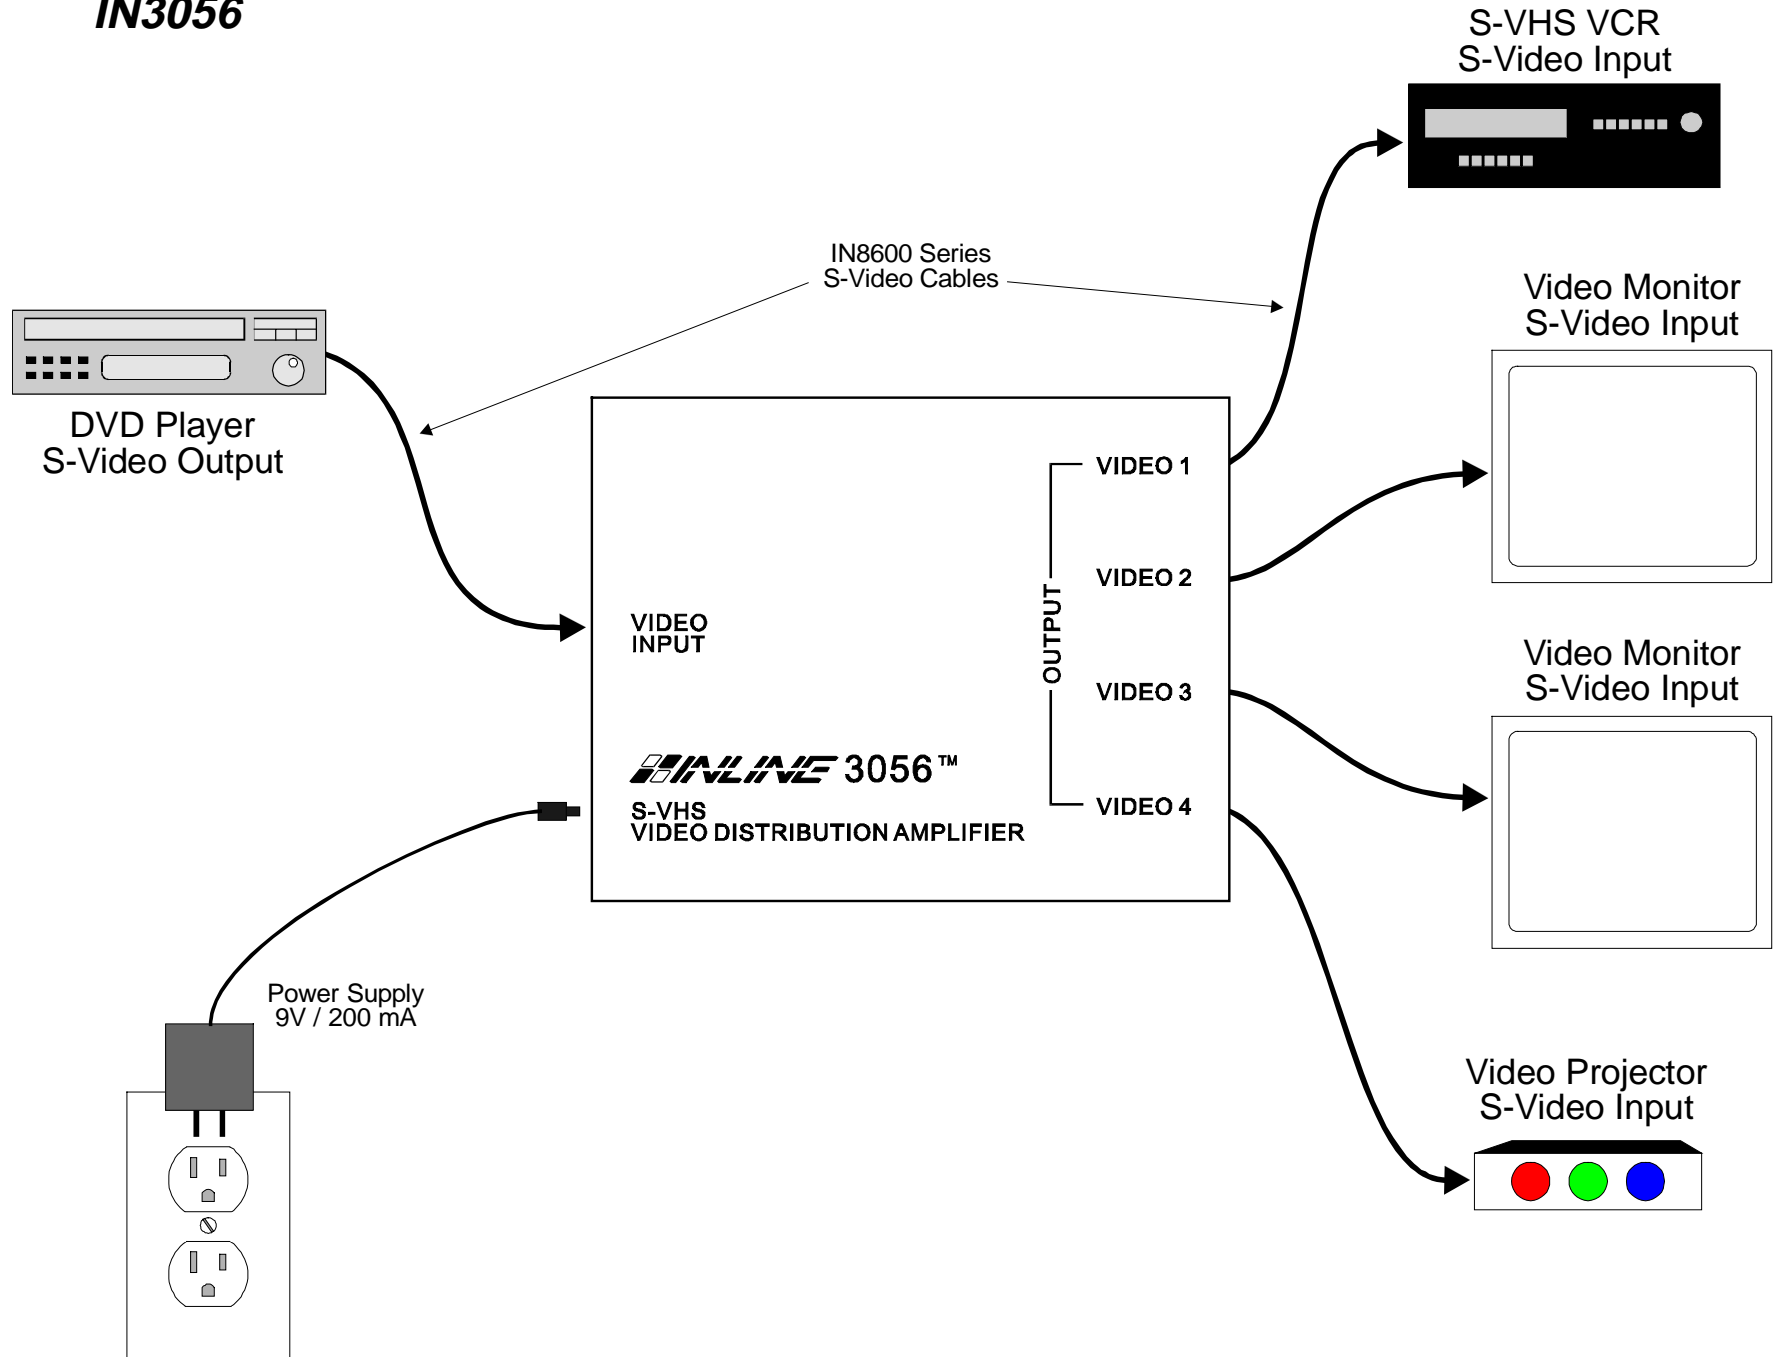 IN3056
S-VHS VCR
S-Video Input
IN8600 Series
S-Video Cables
Video Monitor
S-Video Input
DVD Player
S-Video Output
VIDEO 1
VIDEO 2
VIDEO
INPUT
OUTPUT
VIDEO 3
Video Monitor
S-Video Input
INLINE 3056™
S-VHS
VIDEO DISTRIBUTION AMPLIFIER
VIDEO 4
Power Supply
9V / 200 mA
Video Projector
S-Video Input